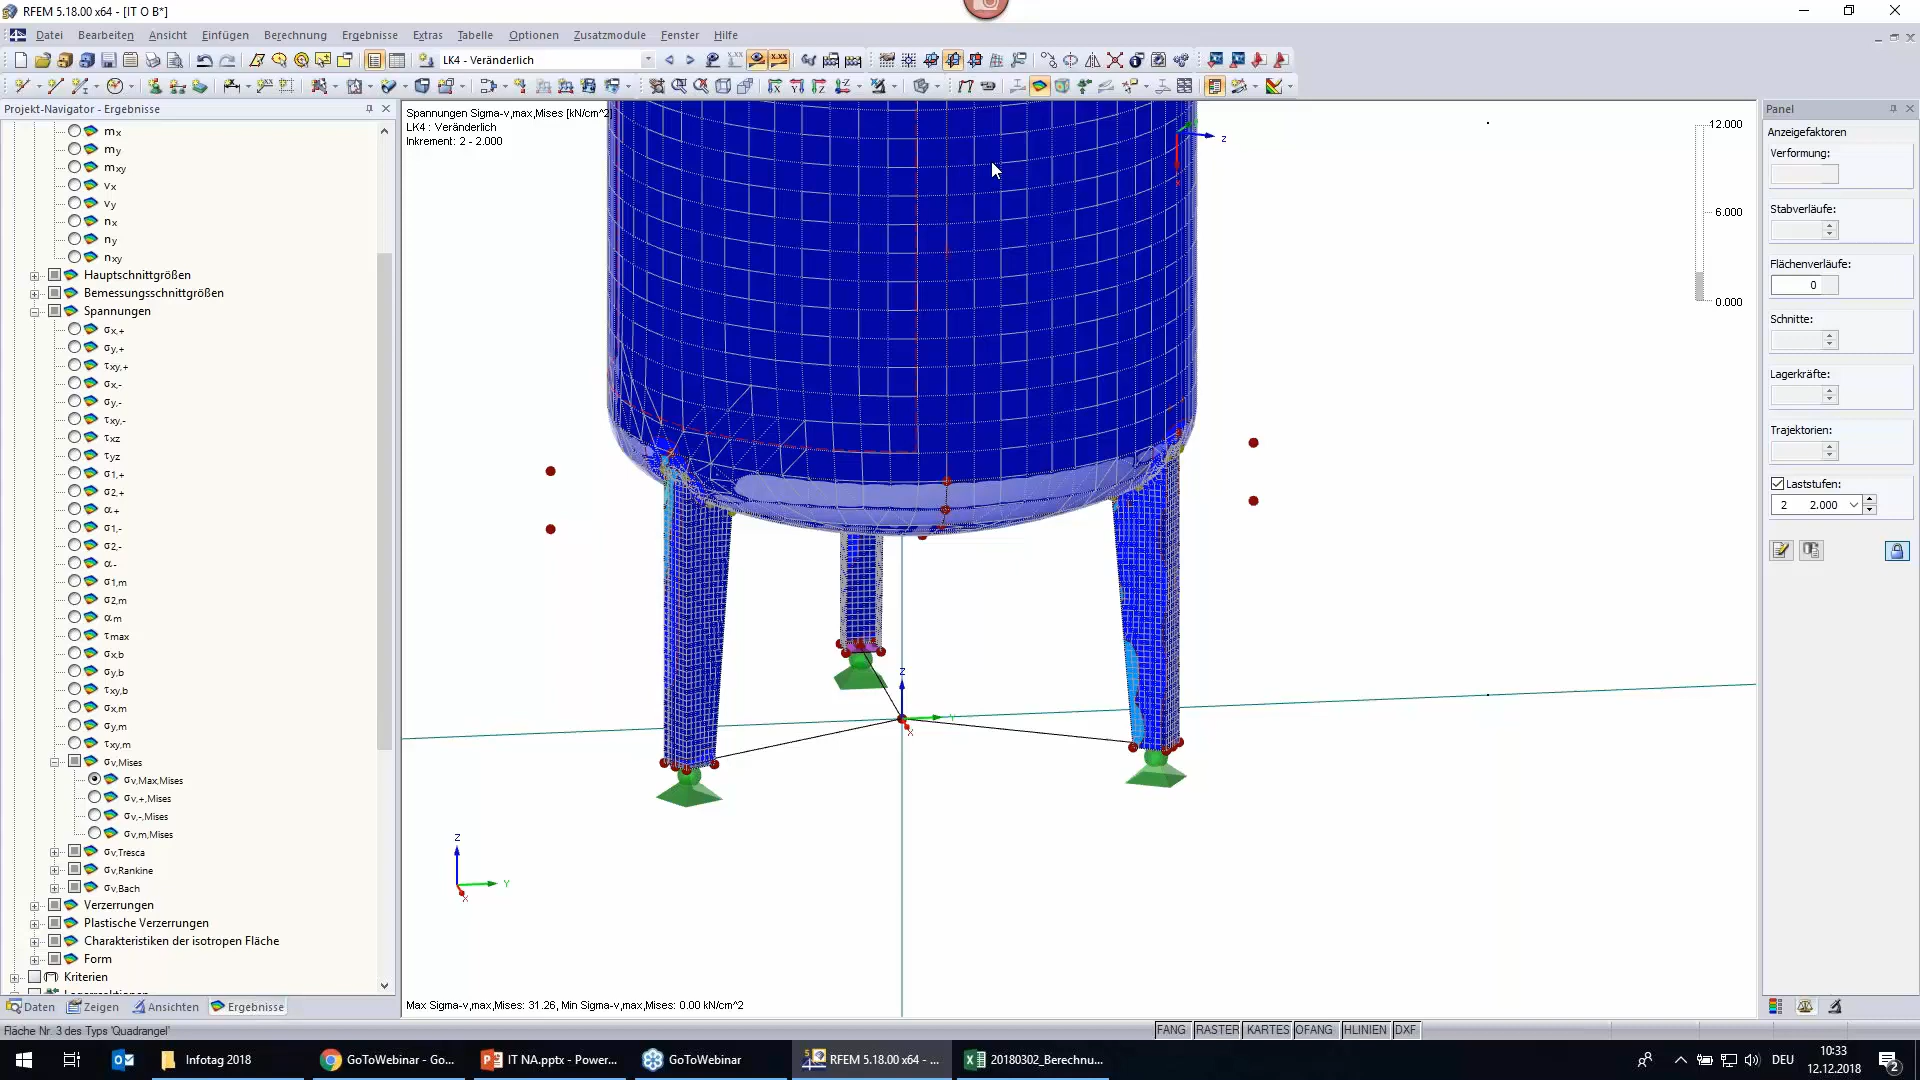 RFEM 5.18.00 x64 - [IT O B*]
Datei Bearbeiten Ansicht Einfügen Berechnung Ergebnisse Extras Tabelle Optionen Zusatzmodule Fenster Hilfe
LK4 - Veränderlich
Projekt-Navigator - Ergebnisse
mx
my
mxy
vx
vy
nx
ny
nxy
Hauptschnittgrößen
Bemessungsschnittgrößen
Spannungen
σx,+
σy,+
τxy,+
σx,-
σy,-
τxy,-
τxz
τyz
σ1,+
σ2,+
α+
σ1,-
σ2,-
α-
σ1,m
σ2,m
αm
τmax
σx,b
σy,b
τxy,b
σx,m
σy,m
τxy,m
σv,Mises
σv,Max,Mises
σv,+,Mises
σv,-,Mises
σv,m,Mises
σv,Tresca
σv,Rankine
σv,Bach
Verzerrungen
Plastische Verzerrungen
Charakteristiken der isotropen Fläche
Form
Kriterien
Daten Zeigen Ansichten Ergebnisse
Spannungen Sigma-v,max,Mises [kN/cm^2]
LK4 : Veränderlich
Inkrement: 2 - 2.000
12.000
6.000
0.000
z
x
Z
Y
X
Z
Y
X
Max Sigma-v,max,Mises: 31.26, Min Sigma-v,max,Mises: 0.00 kN/cm^2
Panel
Anzeigefaktoren
Verformung:
Stabverläufe:
Flächenverläufe:
0
Schnitte:
Lagerkräfte:
Trajektorien:
Laststufen:
2 2.000
Fläche Nr. 3 des Typs 'Quadrangel'
FANG RASTER KARTES OFANG HLINIEN DXF
Infotag 2018
GoToWebinar - Go...
IT NA.pptx - Power...
GoToWebinar
RFEM 5.18.00 x64 - ...
20180302_Berechnu...
DEU
10:33
12.12.2018
2